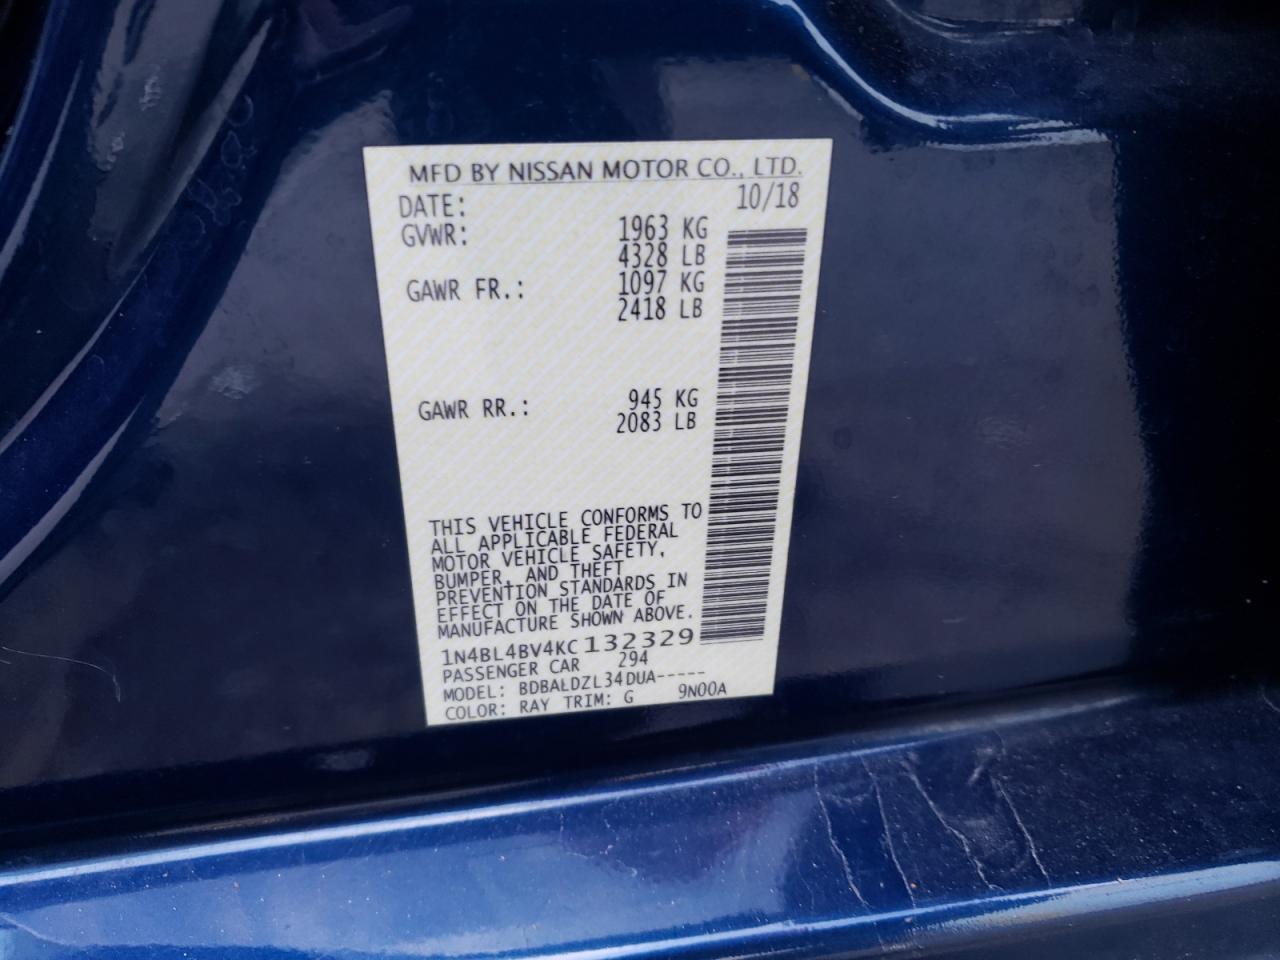 MFD BY NISSAN MOTOR CO., LTD.
DATE: 10/18
GVWR: 1963 KG
4328 LB
GAWR FR.: 1097 KG
2418 LB
GAWR RR.: 945 KG
2083 LB
THIS VEHICLE CONFORMS TO
ALL APPLICABLE FEDERAL
MOTOR VEHICLE SAFETY,
BUMPER, AND THEFT
PREVENTION STANDARDS IN
EFFECT ON THE DATE OF
MANUFACTURE SHOWN ABOVE.
1N4BL4BV4KC132329
PASSENGER CAR 294
MODEL: BDBALDZL34DUA-----
COLOR: RAY TRIM: G 9N00A